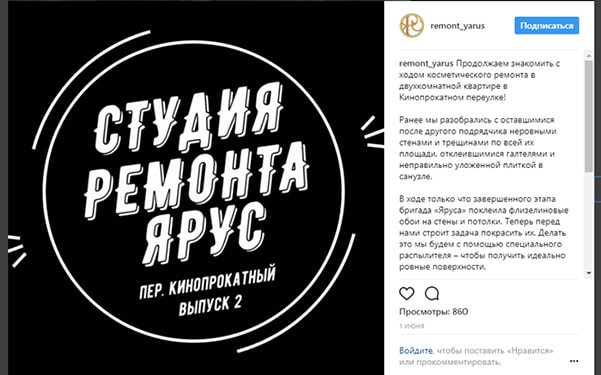 СТУДИЯ
РЕМОНТА
ЯРУС
ПЕР. КИНОПРОКАТНЫЙ
ВЫПУСК 2
remont_yarus
Подписаться
remont_yarus Продолжаем знакомить с
ходом косметического ремонта в
двухкомнатной квартире в
Кинопрокатном переулке!
Ранее мы разобрались с оставшимися
после другого подрядчика неровными
стенами и трещинами по всей их
площади, отклеившимися галтелями и
неправильно уложенной плиткой в
санузле.
В ходе только что завершенного этапа
бригада «Яруса» поклеила флизелиновые
обои на стены и потолки. Теперь перед
нами строит задача покрасить их. Делать
это мы будем с помощью специального
распылителя – чтобы получить идеально
ровные поверхности.
Просмотры: 860
1 ИЮНЯ
Войдите, чтобы поставить «Нравится»
или прокомментировать.